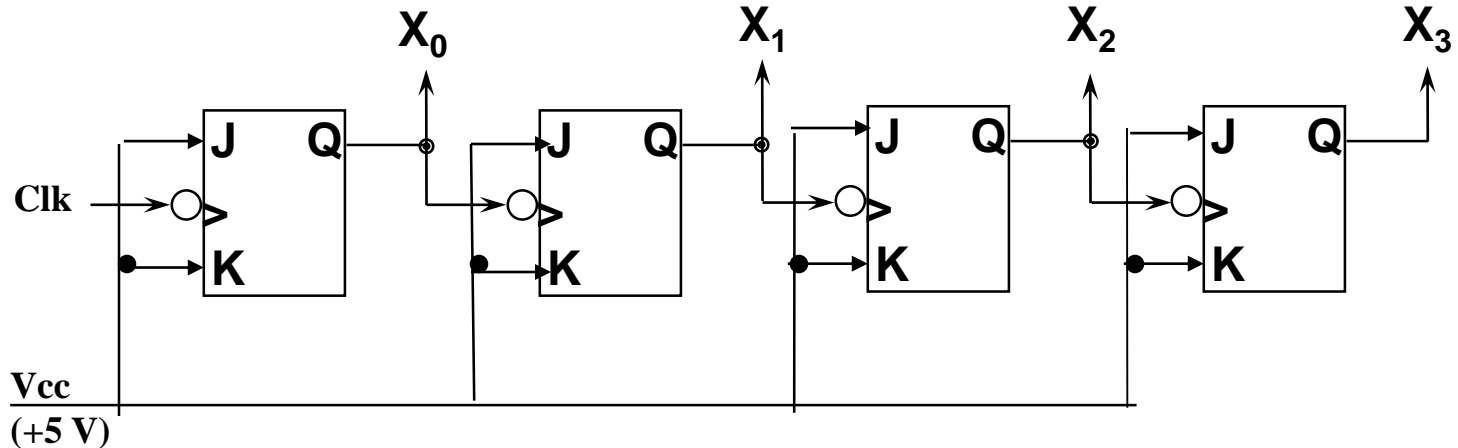 X₀ X₁ X₂ X₃
J Q J Q J Q J Q
Clk > > > >
K K K K
Vcc
(+5 V)